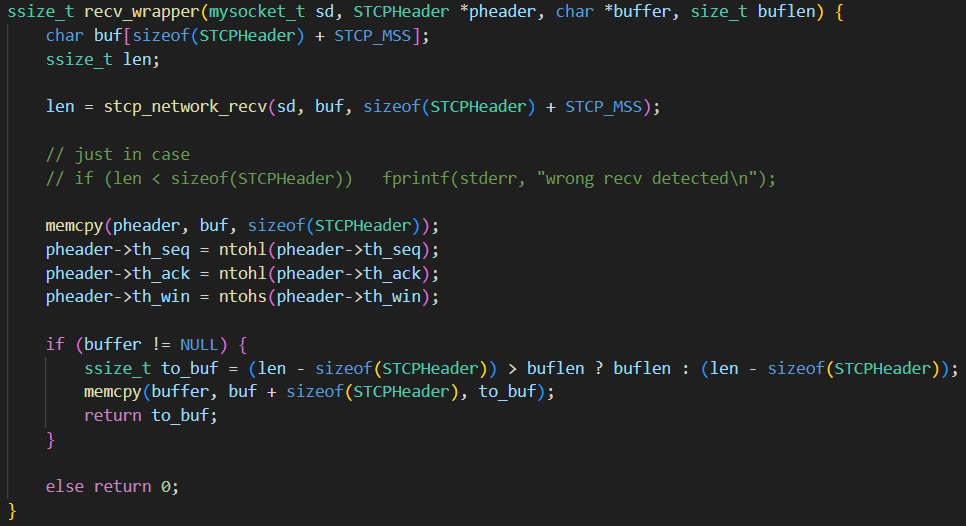 ssize_t recv_wrapper(mysocket_t sd, STCPHeader *pheader, char *buffer, size_t buflen) {
    char buf[sizeof(STCPHeader) + STCP_MSS];
    ssize_t len;

    len = stcp_network_recv(sd, buf, sizeof(STCPHeader) + STCP_MSS);

    // just in case
    // if (len < sizeof(STCPHeader))   fprintf(stderr, "wrong recv detected\n");

    memcpy(pheader, buf, sizeof(STCPHeader));
    pheader->th_seq = ntohl(pheader->th_seq);
    pheader->th_ack = ntohl(pheader->th_ack);
    pheader->th_win = ntohs(pheader->th_win);

    if (buffer != NULL) {
        ssize_t to_buf = (len - sizeof(STCPHeader)) > buflen ? buflen : (len - sizeof(STCPHeader));
        memcpy(buffer, buf + sizeof(STCPHeader), to_buf);
        return to_buf;
    }

    else return 0;
}